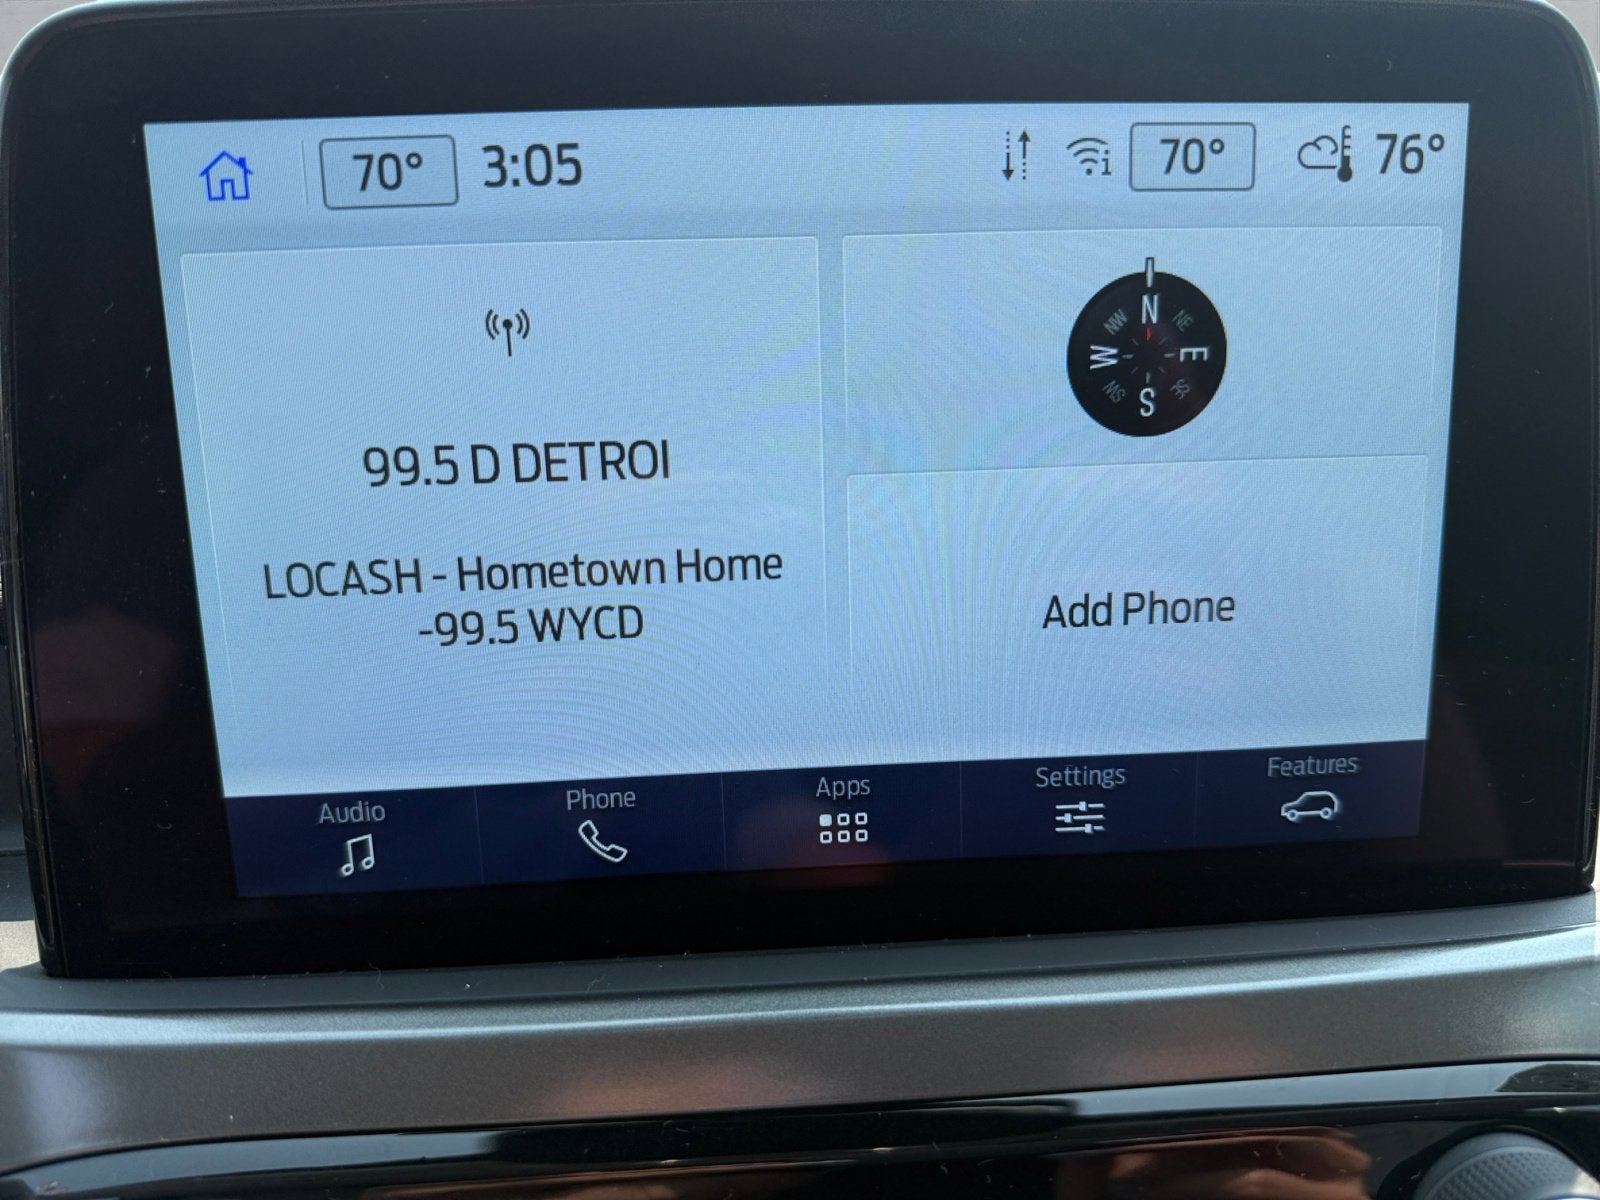 70° 3:05 70° 76°
99.5 D DETROI
LOCASH - Hometown Home
-99.5 WYCD
N
NW NE
W E
SW SE
S
Add Phone
Audio Phone Apps Settings Features